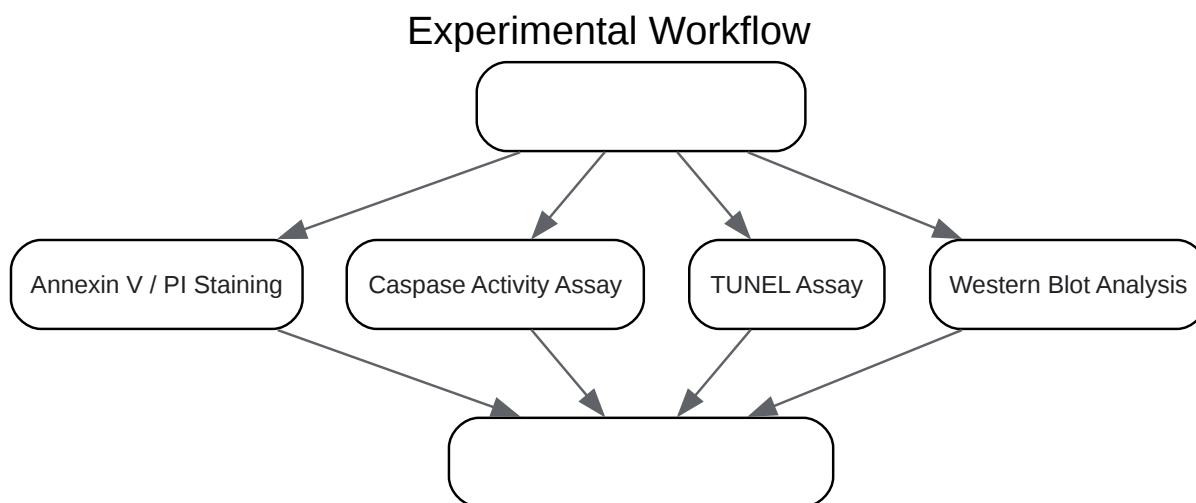 Experimental Workflow
Annexin V / PI Staining
Caspase Activity Assay
TUNEL Assay
Western Blot Analysis